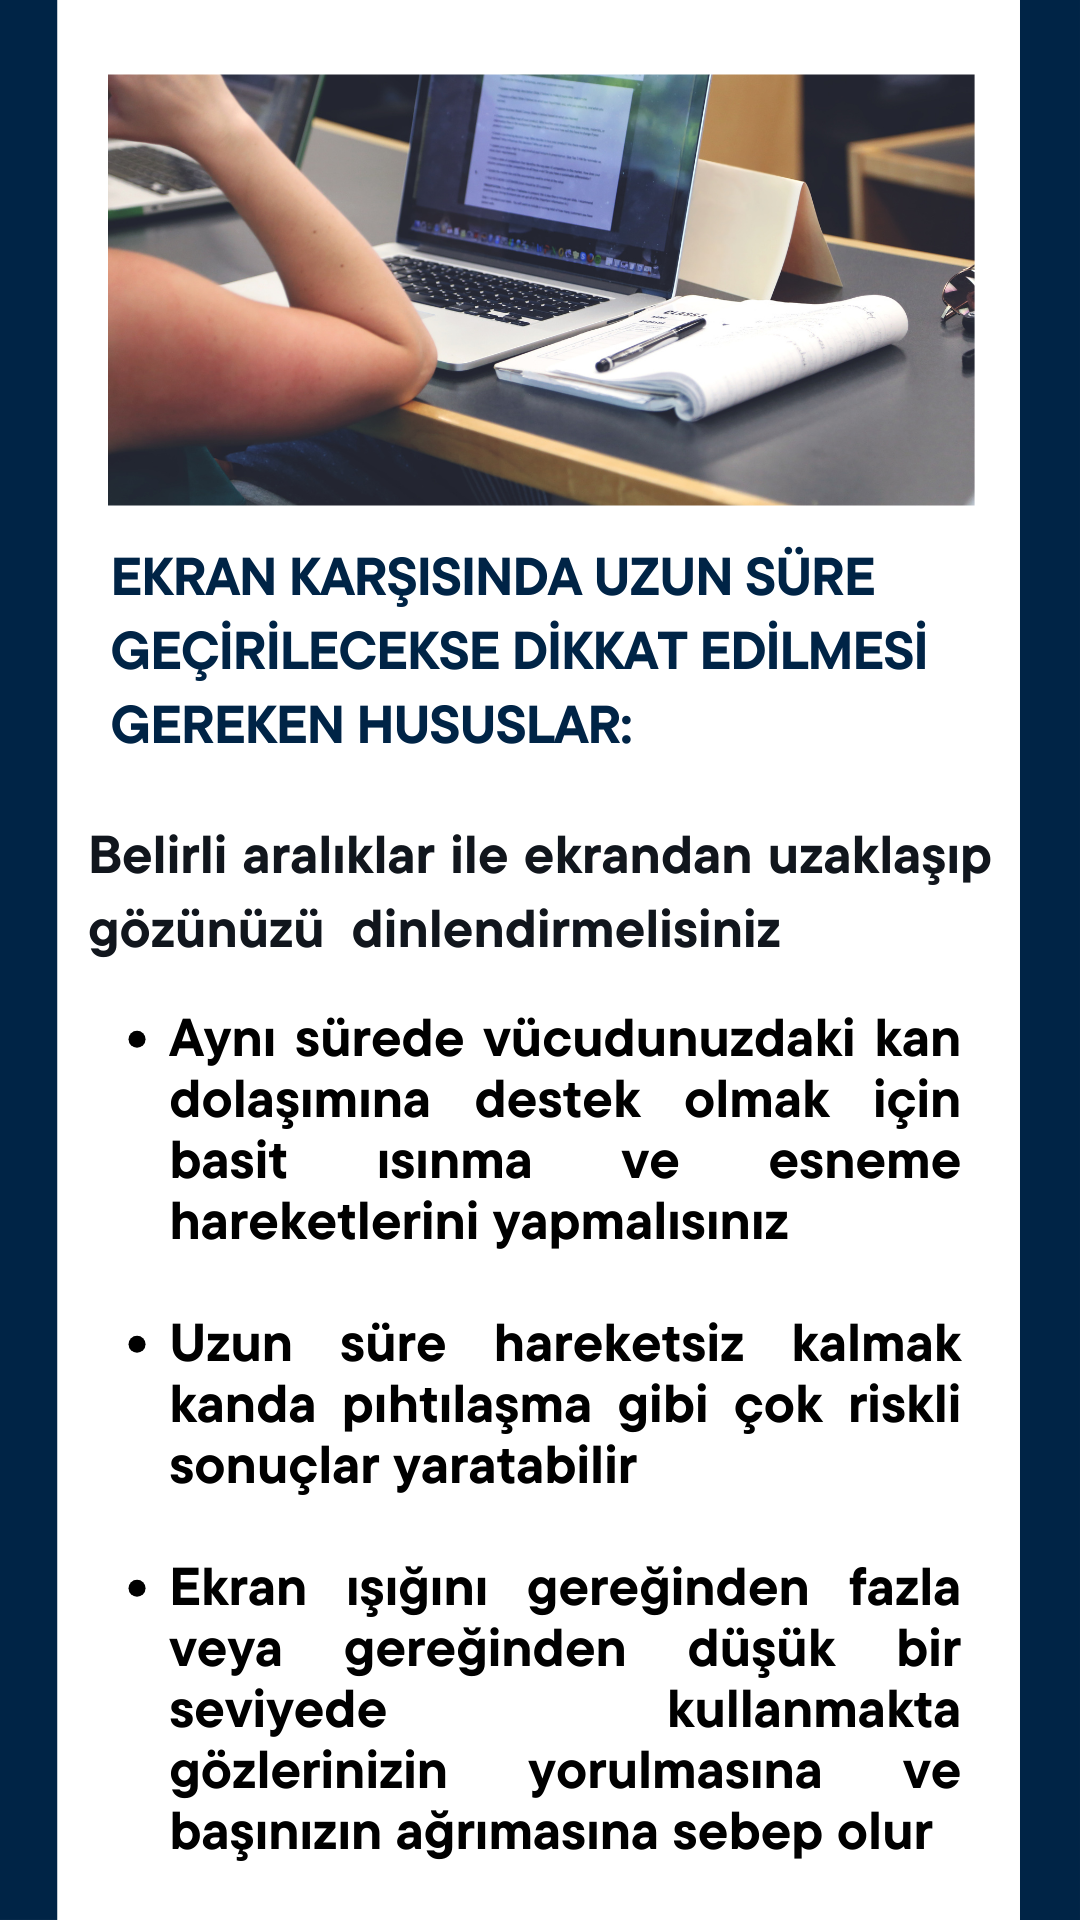 EKRAN KARŞISINDA UZUN SÜRE
GEÇİRİLECEKSE DİKKAT EDİLMESİ
GEREKEN HUSUSLAR:
Belirli aralıklar ile ekrandan uzaklaşıp
gözünüzü dinlendirmelisiniz
• Aynı sürede vücudunuzdaki kan
dolaşımına destek olmak için
basit ısınma ve esneme
hareketlerini yapmalısınız
• Uzun süre hareketsiz kalmak
kanda pıhtılaşma gibi çok riskli
sonuçlar yaratabilir
• Ekran ışığını gereğinden fazla
veya gereğinden düşük bir
seviyede kullanmakta
gözlerinizin yorulmasına ve
başınızın ağrımasına sebep olur